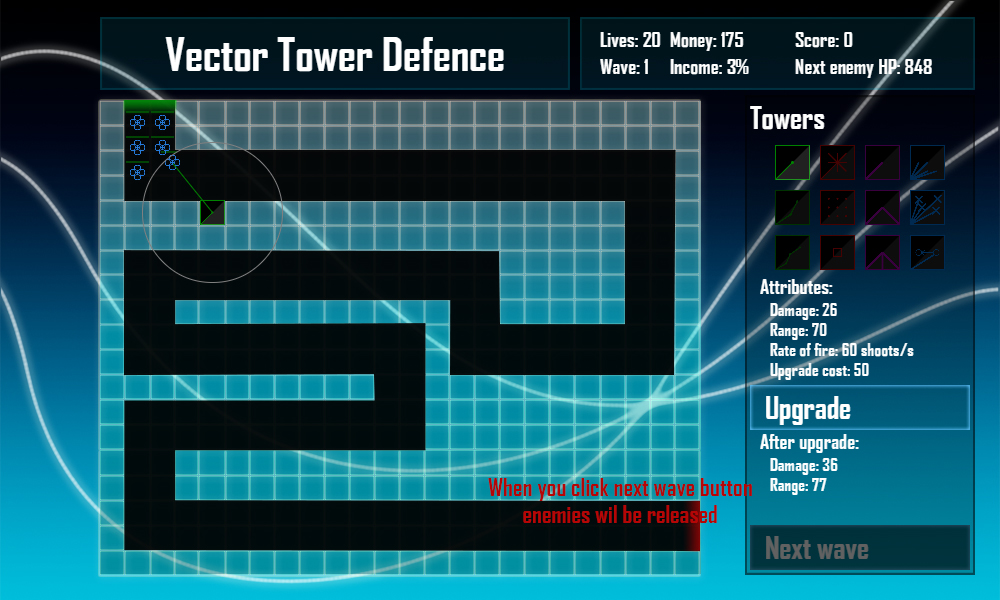 Vector Tower Defence
Lives: 20 Money: 175 Score: 0
Wave: 1 Income: 3% Next enemy HP: 848
Towers
Attributes:
Damage: 26
Range: 70
Rate of fire: 60 shoots/s
Upgrade cost: 50
Upgrade
After upgrade:
Damage: 36
Range: 77
When you click next wave button
enemies wil be released
Next wave